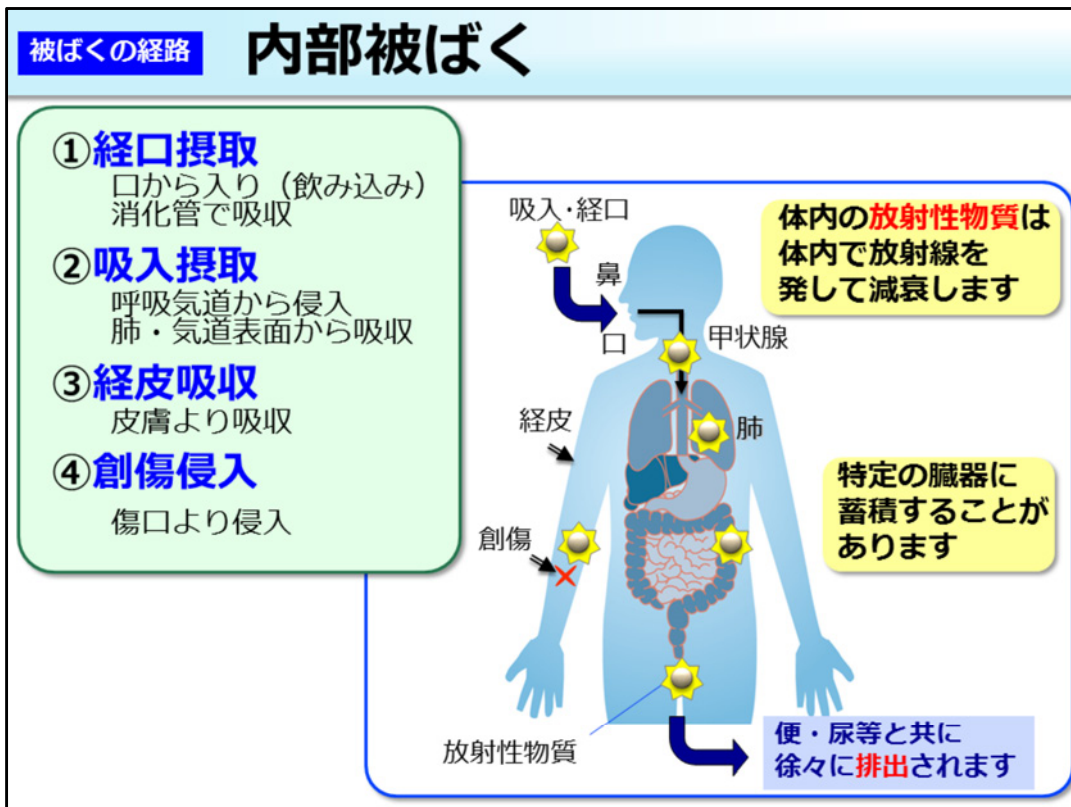 被ばくの経路
内部被ばく
①経口摂取
口から入り（飲み込み）
消化管で吸収
②吸入摂取
呼吸気道から侵入
肺・気道表面から吸収
③経皮吸収
皮膚より吸収
④創傷侵入
傷口より侵入
吸入・経口
鼻
口
甲状腺
経皮
肺
創傷
放射性物質
体内の放射性物質は
体内で放射線を
発して減衰します
特定の臓器に
蓄積することが
あります
便・尿等と共に
徐々に排出されます